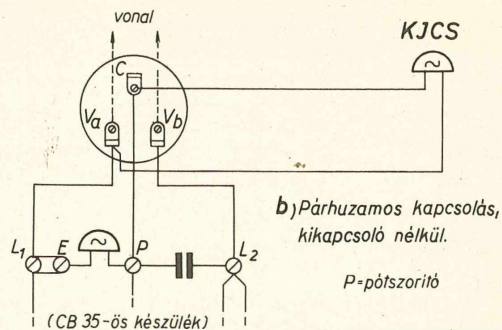 vonal
KJCS
C
Va
Vb
b) Párhuzamos kapcsolás,
kikapcsoló nélkül.
L1
E
P
L2
P=pótszorító
(CB 35-ös készülék)